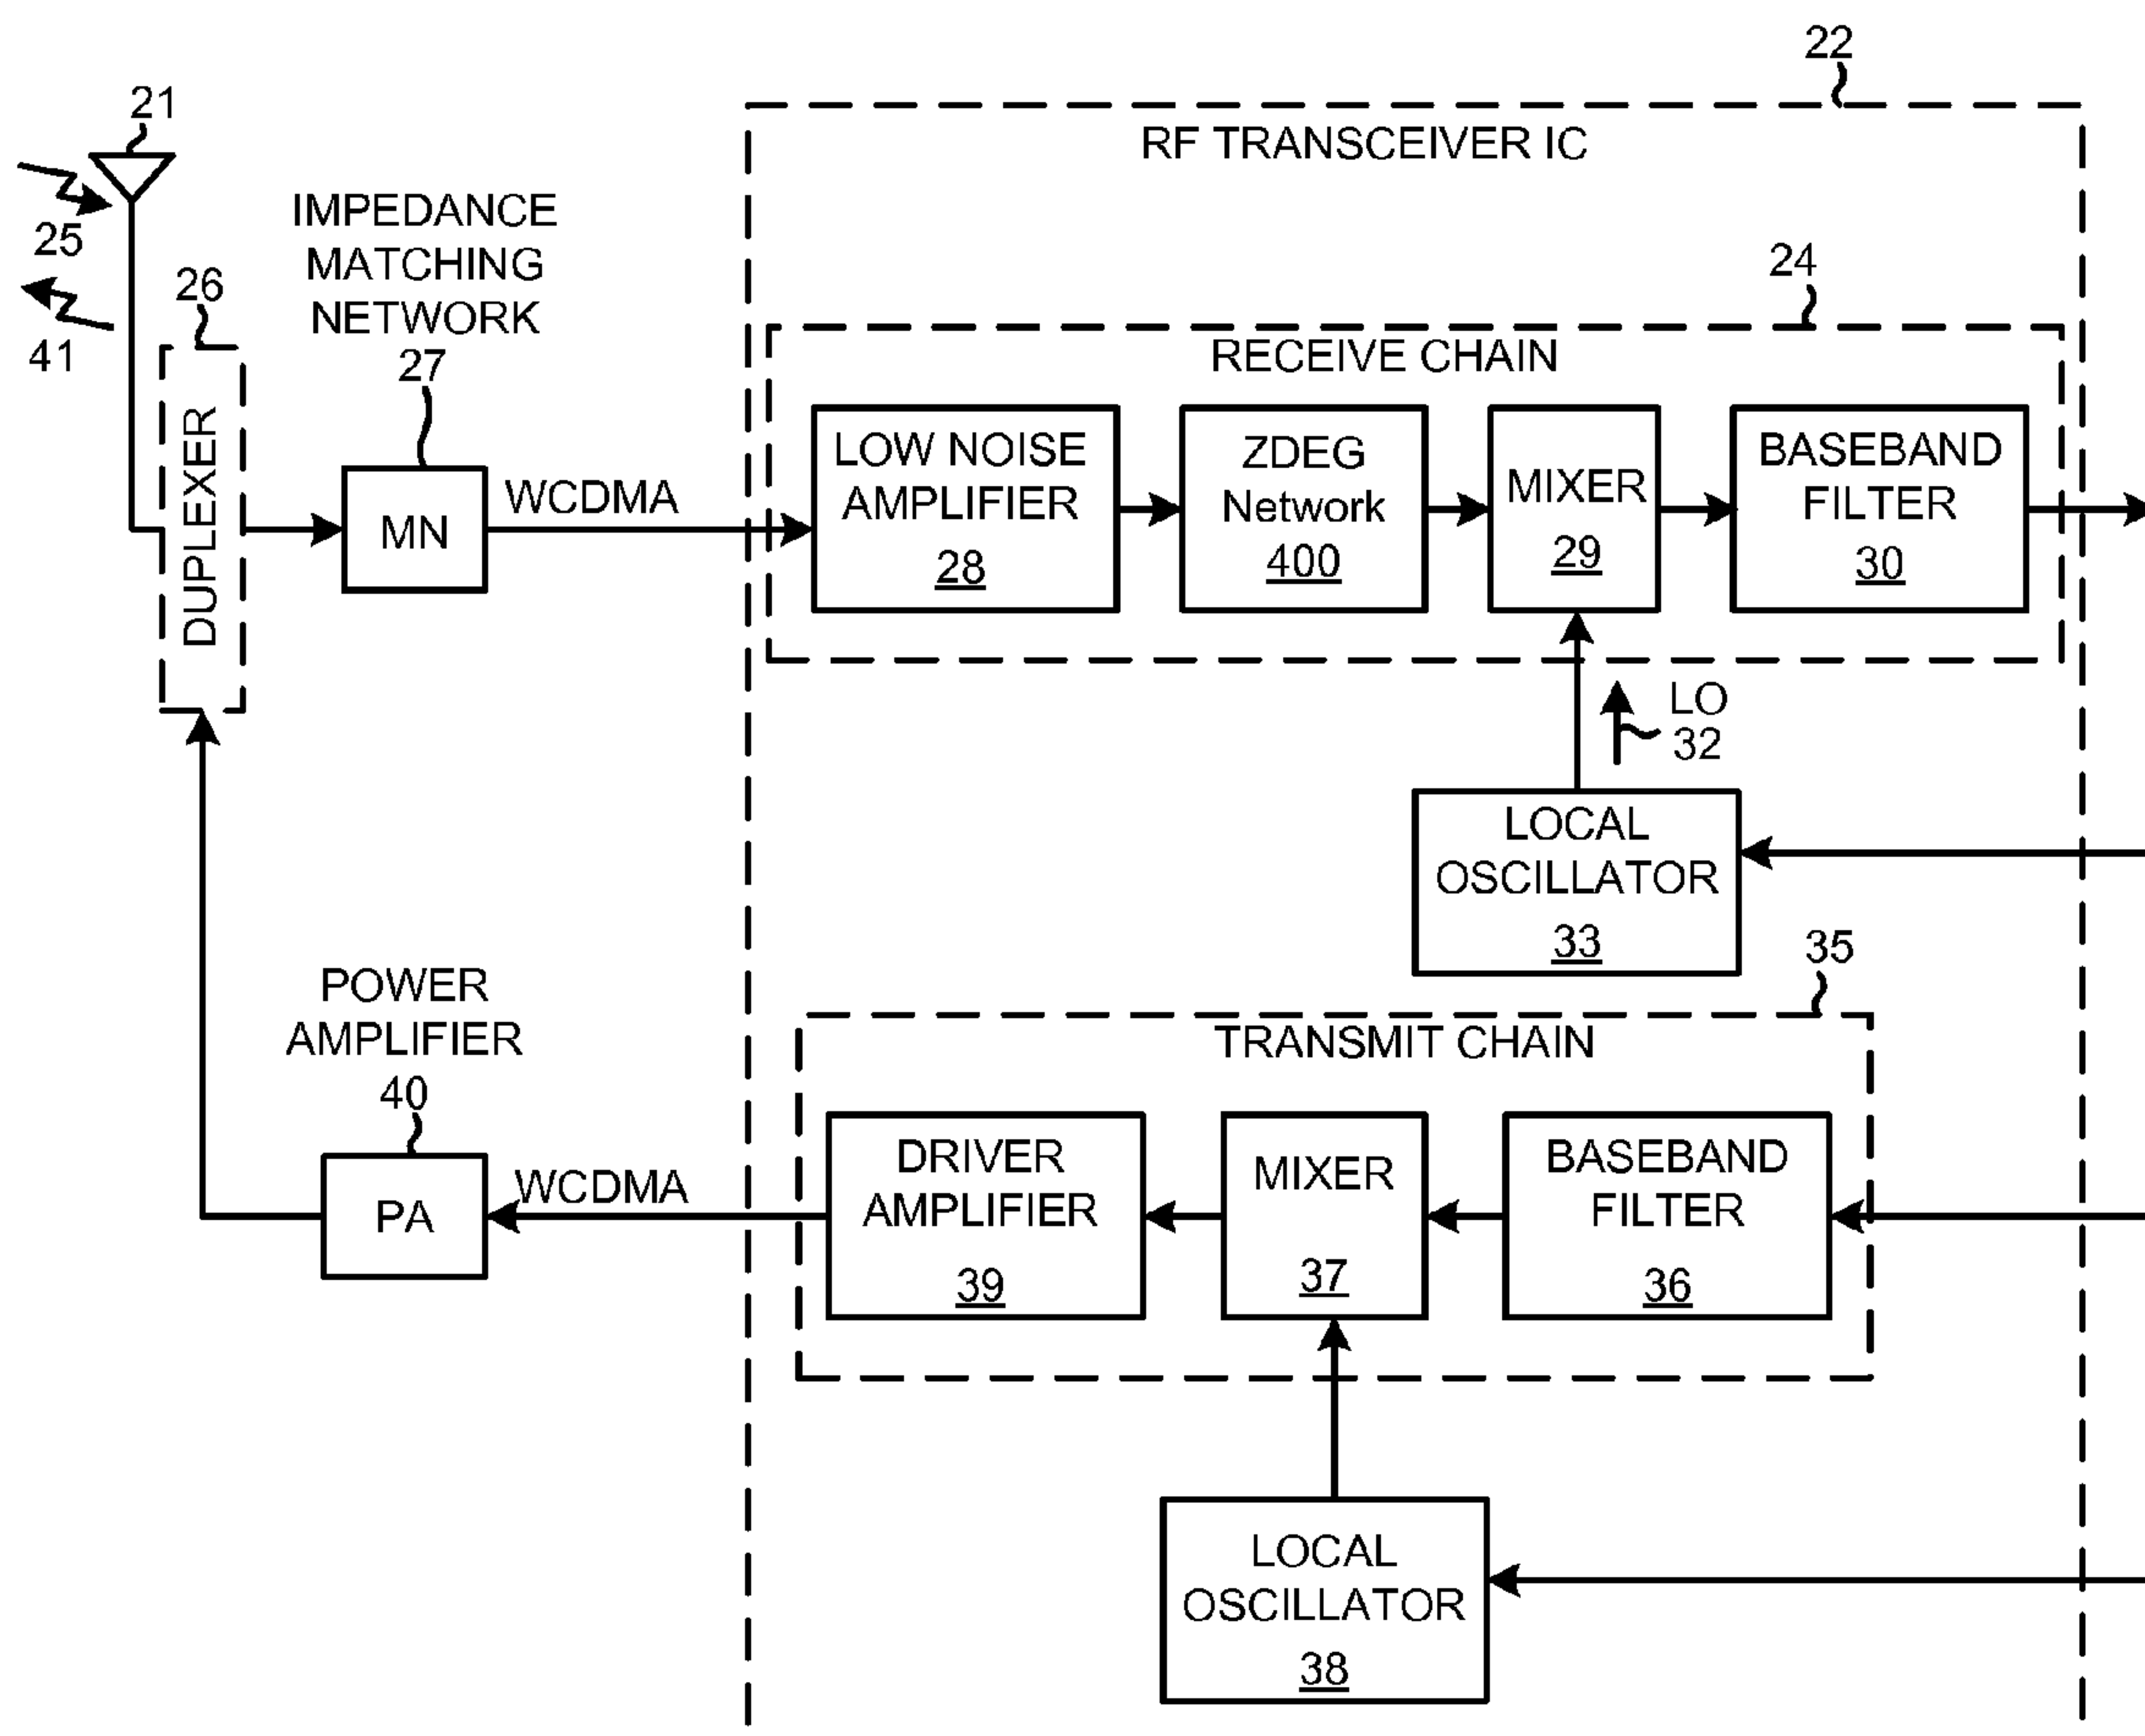 22
RF TRANSCEIVER IC
21
25
41
26
DUPLEXER
IMPEDANCE
MATCHING
NETWORK
27
MN
WCDMA
24
RECEIVE CHAIN
LOW NOISE
AMPLIFIER
28
ZDEG
Network
400
MIXER
29
BASEBAND
FILTER
30
LO
32
LOCAL
OSCILLATOR
33
35
TRANSMIT CHAIN
POWER
AMPLIFIER
40
PA
WCDMA
DRIVER
AMPLIFIER
39
MIXER
37
BASEBAND
FILTER
36
LOCAL
OSCILLATOR
38